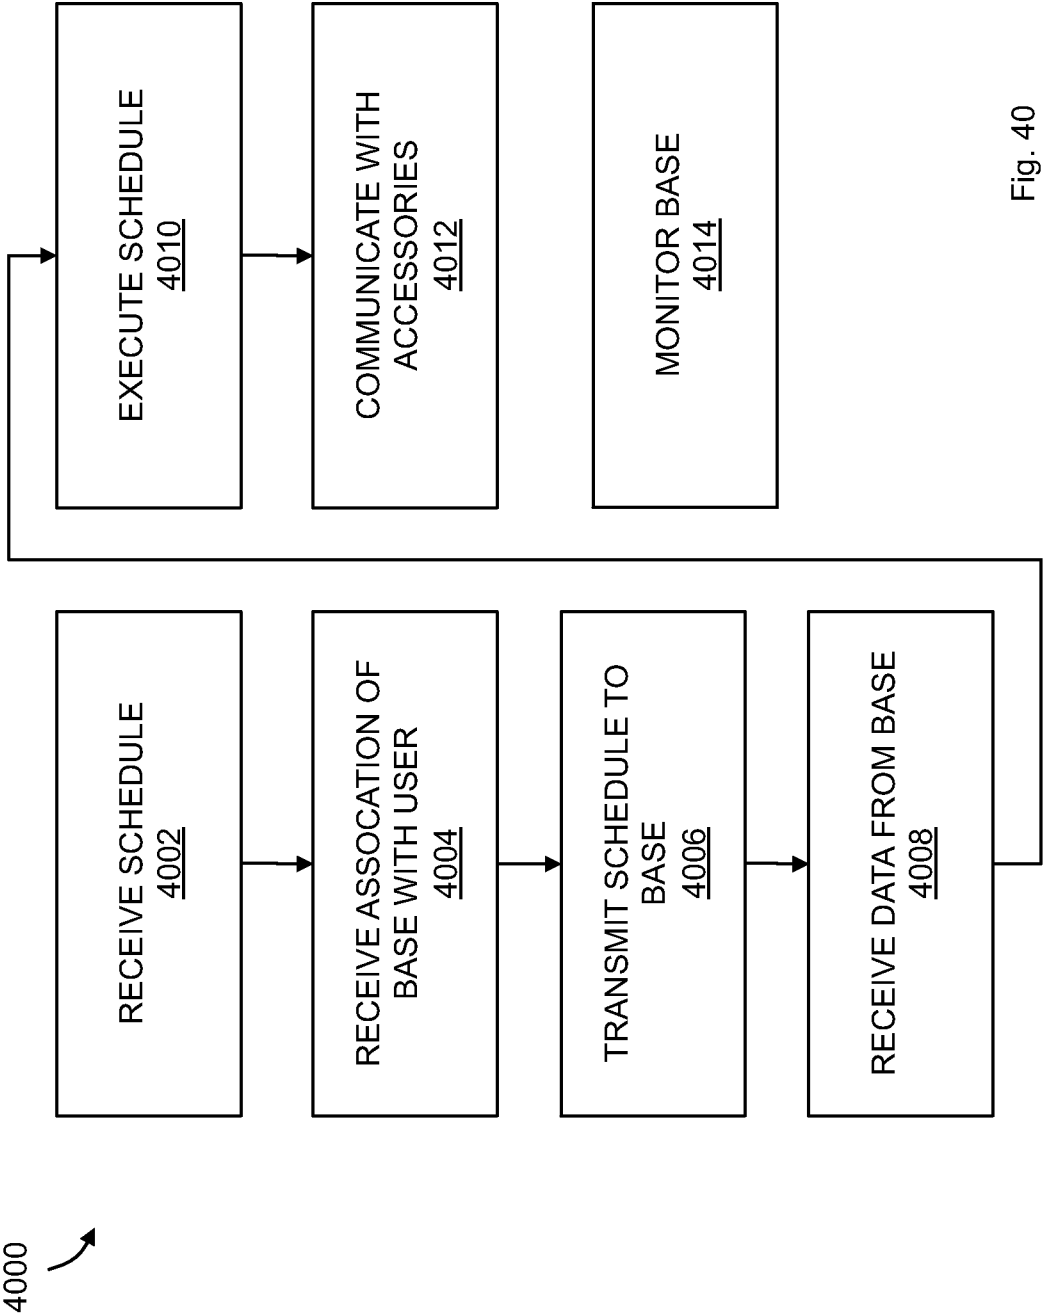 4000
RECEIVE SCHEDULE
4002
RECEIVE ASSOCATION OF
BASE WITH USER
4004
TRANSMIT SCHEDULE TO
BASE
4006
RECEIVE DATA FROM BASE
4008
EXECUTE SCHEDULE
4010
COMMUNICATE WITH
ACCESSORIES
4012
MONITOR BASE
4014
Fig. 40